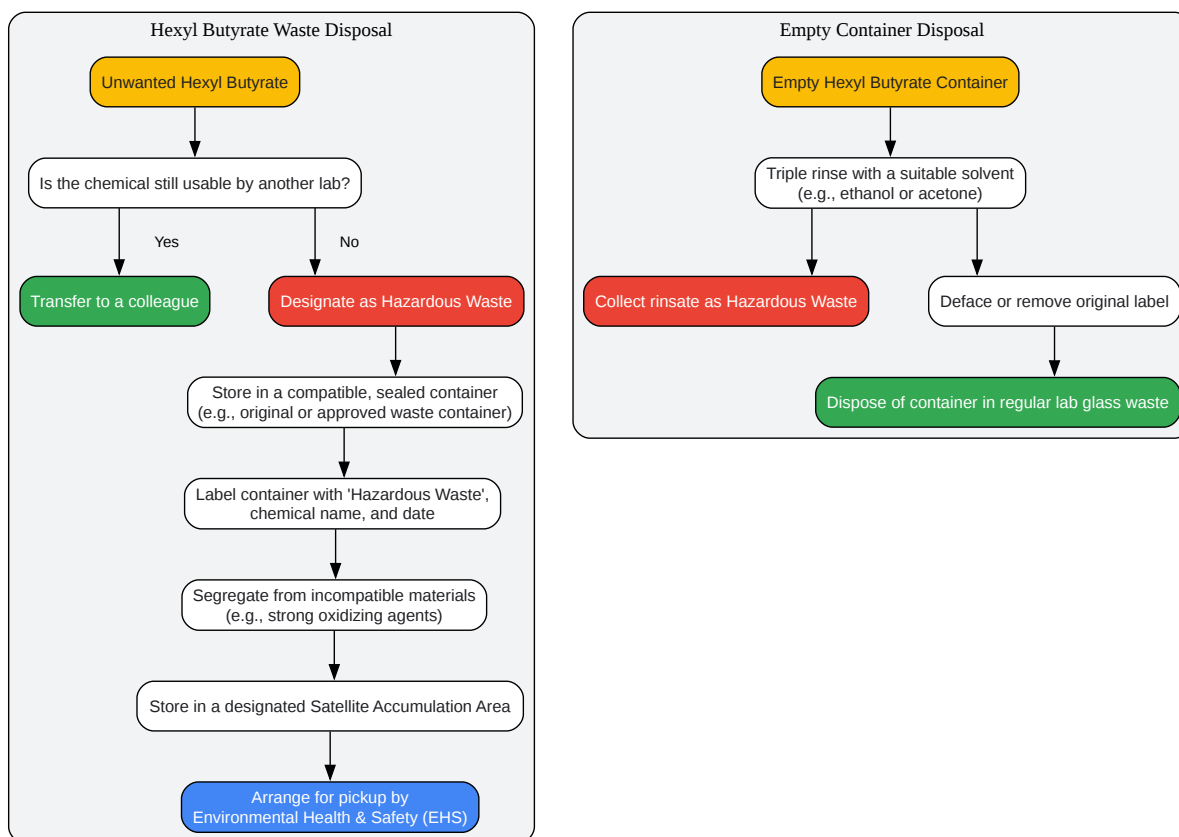 Hexyl Butyrate Waste Disposal
Unwanted Hexyl Butyrate
Is the chemical still usable by another lab?
Yes
No
Transfer to a colleague
Designate as Hazardous Waste
Store in a compatible, sealed container
(e.g., original or approved waste container)
Label container with 'Hazardous Waste',
chemical name, and date
Segregate from incompatible materials
(e.g., strong oxidizing agents)
Store in a designated Satellite Accumulation Area
Arrange for pickup by
Environmental Health & Safety (EHS)
Empty Container Disposal
Empty Hexyl Butyrate Container
Triple rinse with a suitable solvent
(e.g., ethanol or acetone)
Collect rinsate as Hazardous Waste
Deface or remove original label
Dispose of container in regular lab glass waste